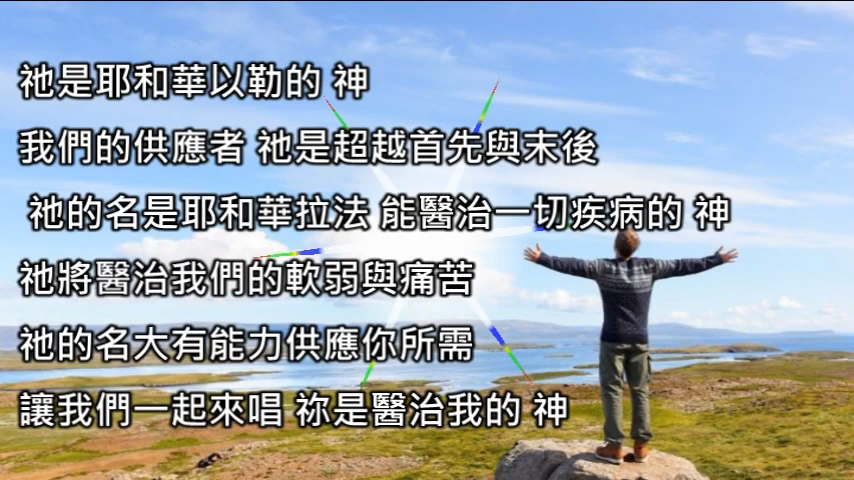 祂是耶和華以勒的 神
我們的供應者 祂是超越首先與末後
祂的名是耶和華拉法 能醫治一切疾病的 神
祂將醫治我們的軟弱與痛苦
祂的名大有能力供應你所需
讓我們一起來唱 祢是醫治我的 神